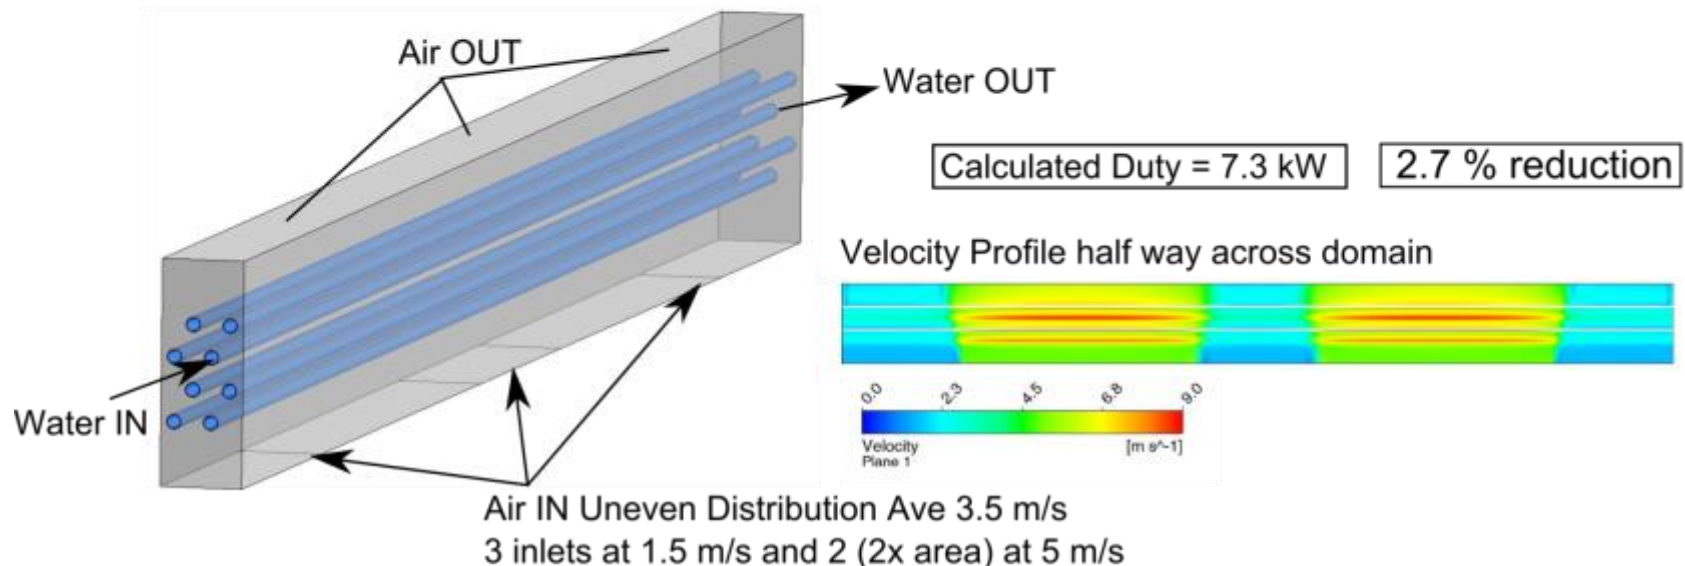 Air OUT
Water OUT
Calculated Duty = 7.3 kW
2.7 % reduction
Velocity Profile half way across domain
0.0
2.3
4.5
6.8
9.0
Velocity
Plane 1
[m s^-1]
Water IN
Air IN Uneven Distribution Ave 3.5 m/s
3 inlets at 1.5 m/s and 2 (2x area) at 5 m/s